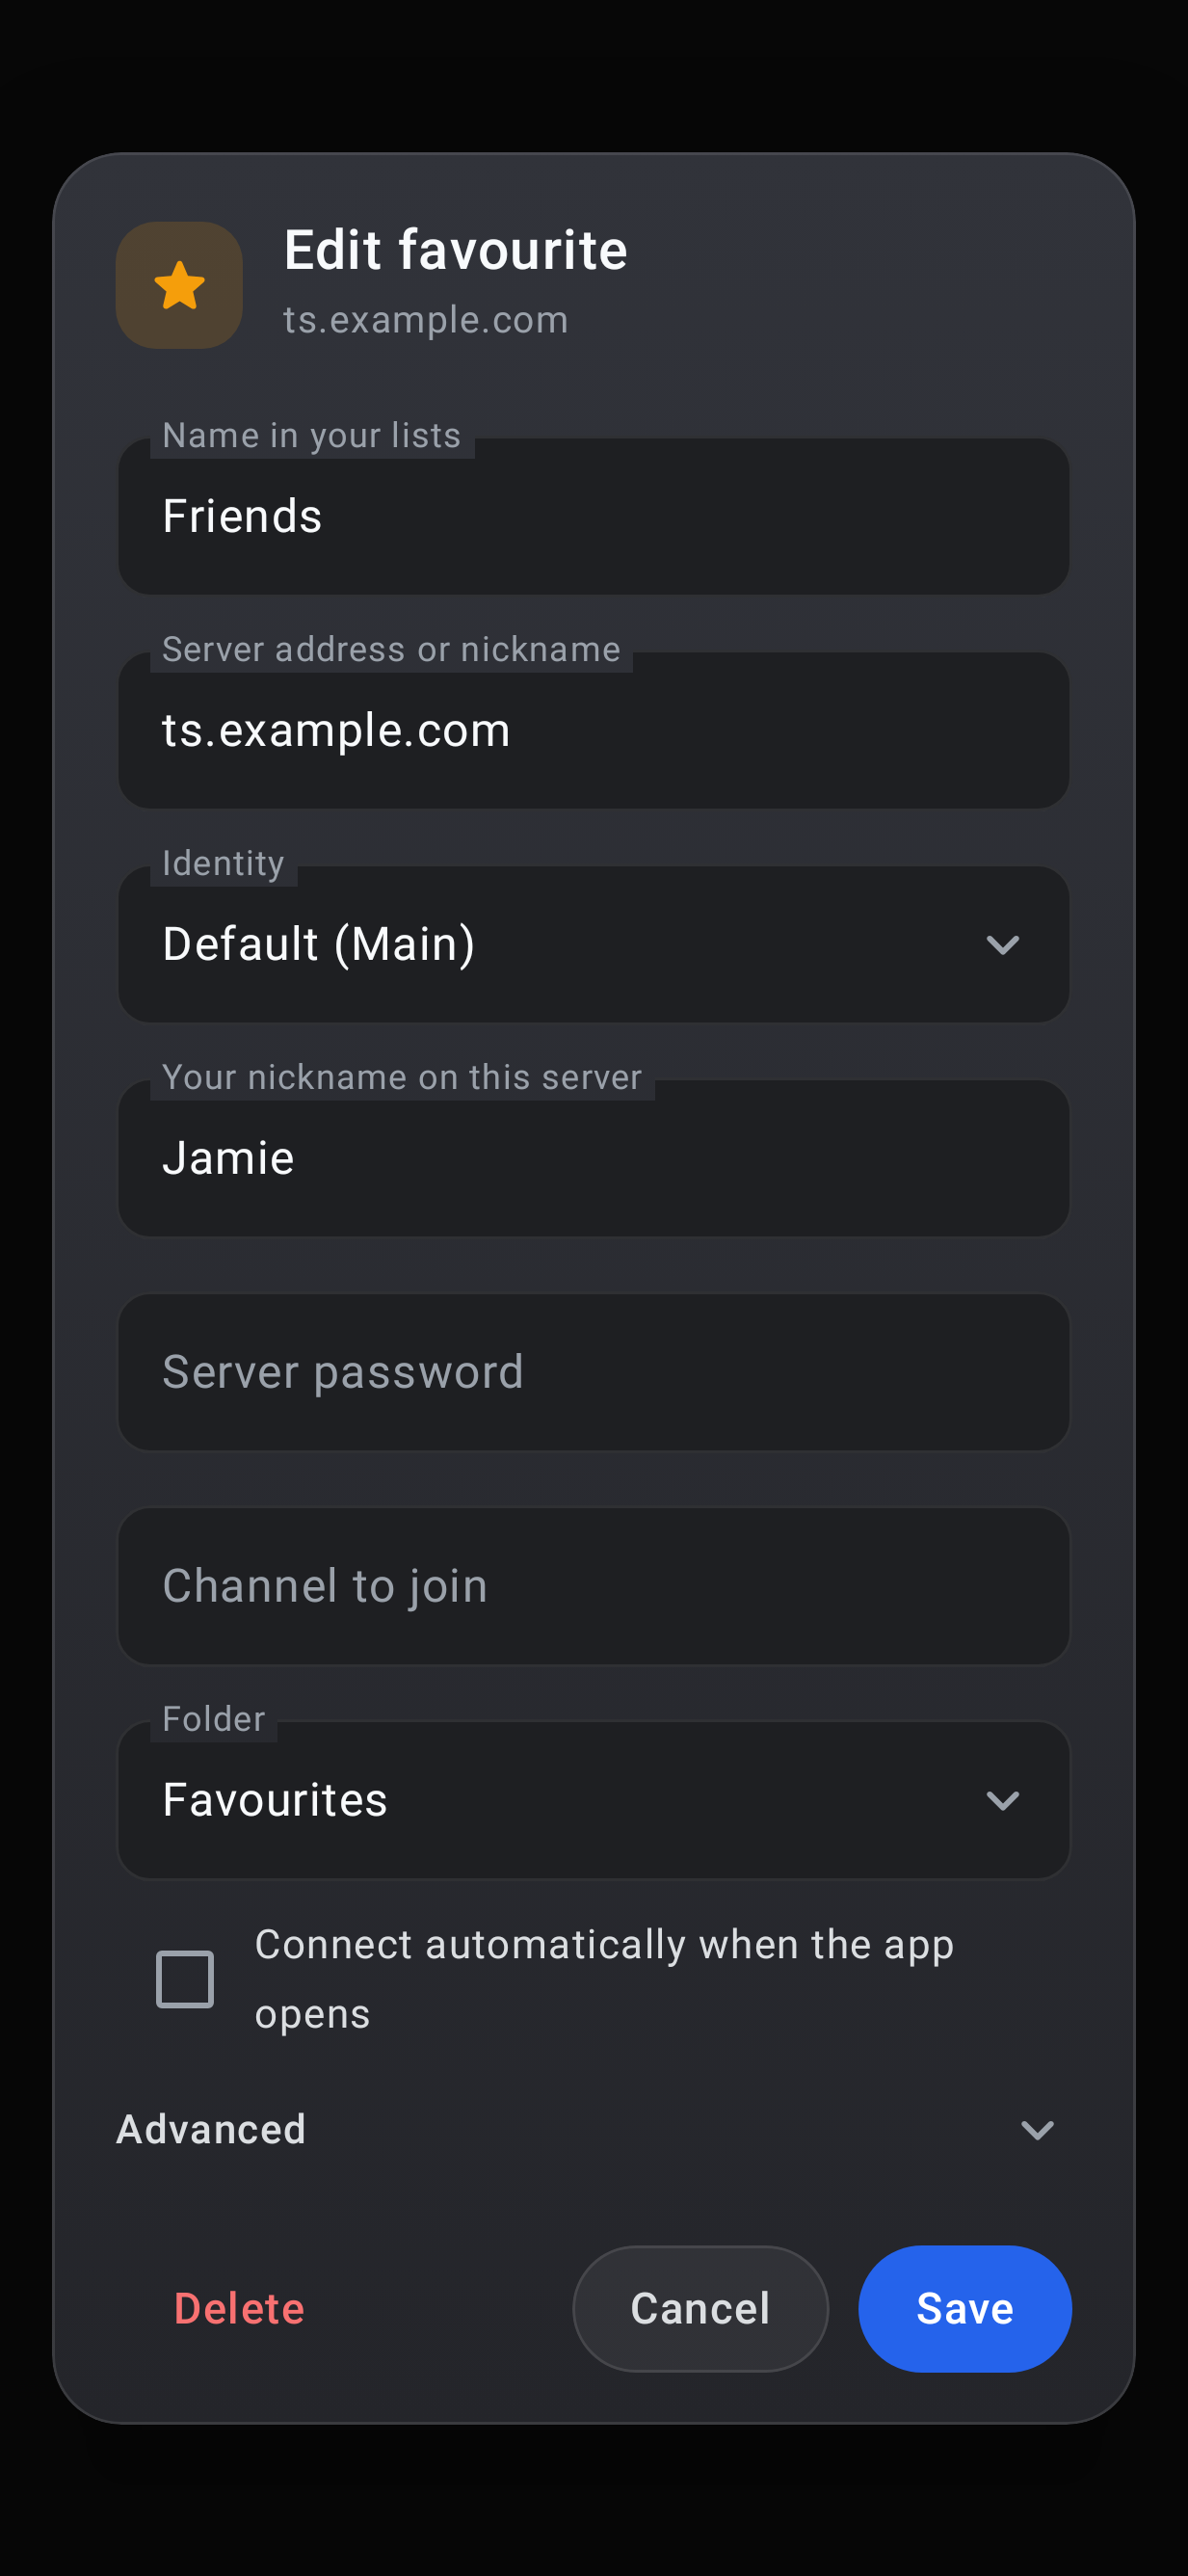 Edit favourite
ts.example.com
Name in your lists
Friends
Server address or nickname
ts.example.com
Identity
Default (Main)
Your nickname on this server
Jamie
Server password
Channel to join
Folder
Favourites
Connect automatically when the app
opens
Advanced
Delete
Cancel
Save